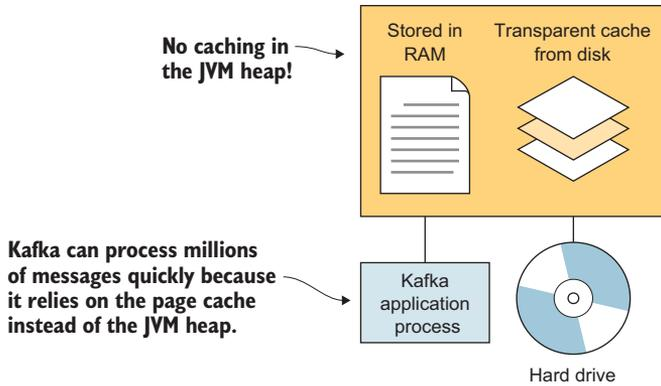 No caching in
the JVM heap!
Stored in
RAM
Transparent cache
from disk
Kafka can process millions
of messages quickly because
it relies on the page cache
instead of the JVM heap.
Kafka
application
process
Hard drive